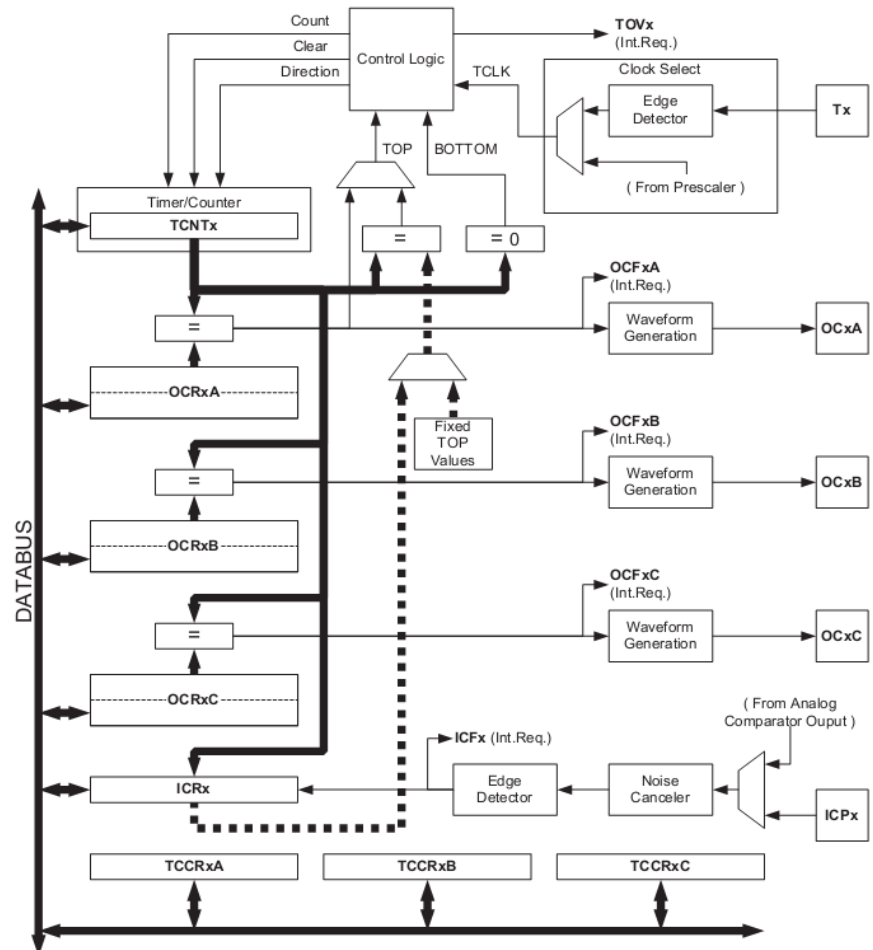 Count
Clear
Direction
Control Logic
TOVx
(Int.Req.)
TCLK
Clock Select
Edge
Detector
Tx
( From Prescaler )
TOP
BOTTOM
Timer/Counter
TCNTx
=
= 0
OCFxA
(Int.Req.)
=
Waveform
Generation
OCxA
OCRxA
Fixed
TOP
Values
OCFxB
(Int.Req.)
=
Waveform
Generation
OCxB
OCRxB
DATABUS
OCFxC
(Int.Req.)
=
Waveform
Generation
OCxC
OCRxC
( From Analog
Comparator Ouput )
ICFx (Int.Req.)
ICRx
Edge
Detector
Noise
Canceler
ICPx
TCCRxA
TCCRxB
TCCRxC